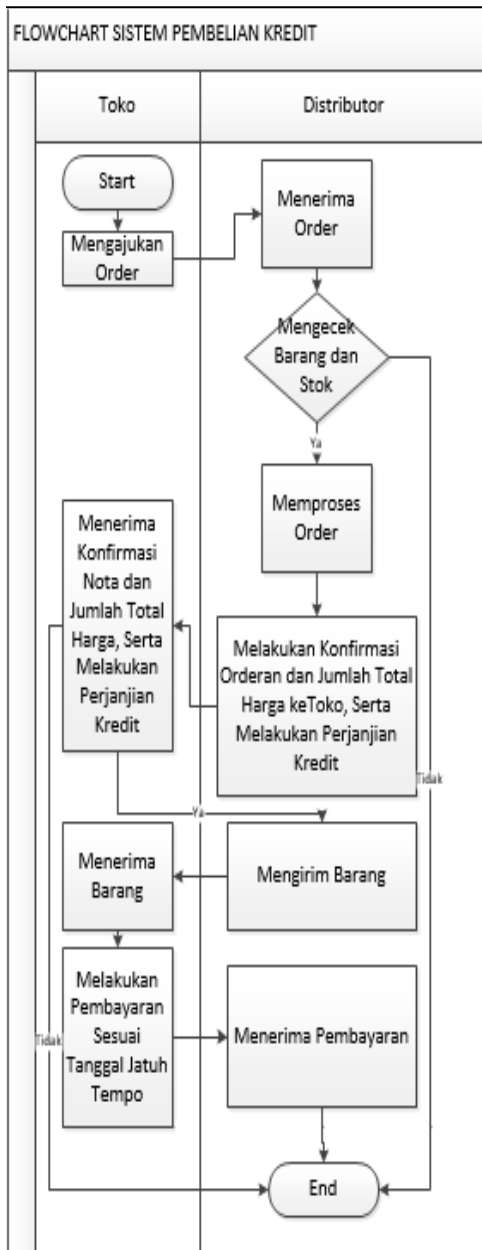 FLOWCHART SISTEM PEMBELIAN KREDIT
Toko
Distributor
Start
Mengajukan
Order
Menerima
Order
Mengecek
Barang dan
Stok
Ya
Memproses
Order
Melakukan Konfirmasi
Orderan dan Jumlah Total
Harga keToko, Serta
Melakukan Perjanjian
Kredit
Menerima
Konfirmasi
Nota dan
Jumlah Total
Harga, Serta
Melakukan
Perjanjian
Kredit
Tidak
Ya
Mengirim Barang
Menerima
Barang
Melakukan
Pembayaran
Sesuai
Tanggal Jatuh
Tempo
Tidak
Menerima Pembayaran
End